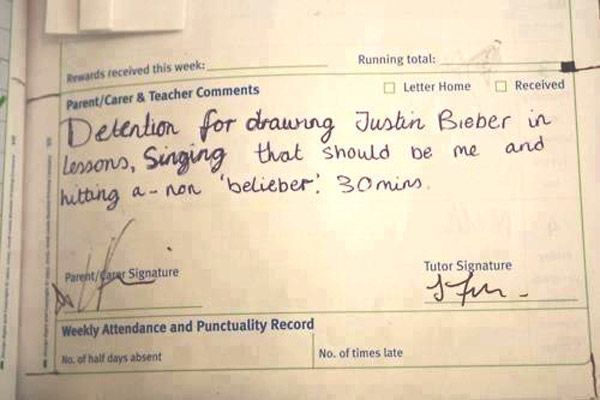 Rewards received this week:
Running total:
Parent/Carer & Teacher Comments
Letter Home
Received
Detention for drawing Justin Bieber in
lessons, Singing that should be me and
hitting a-non 'belieber'. 30mins.
Parent/Carer Signature
Tutor Signature
Weekly Attendance and Punctuality Record
No. of half days absent
No. of times late